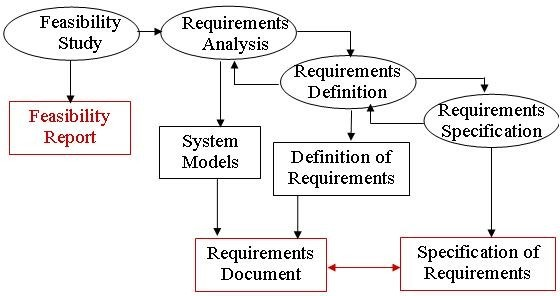 Feasibility
Study
Requirements
Analysis
Requirements
Definition
Requirements
Specification
Feasibility
Report
System
Models
Definition of
Requirements
Requirements
Document
Specification of
Requirements